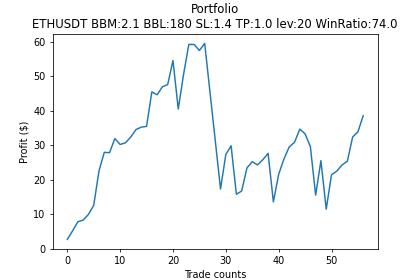 Portfolio
ETHUSDT BBM:2.1 BBL:180 SL:1.4 TP:1.0 lev:20 WinRatio:74.0
60
50
40
30
20
10
0
Profit ($)
0 10 20 30 40 50
Trade counts